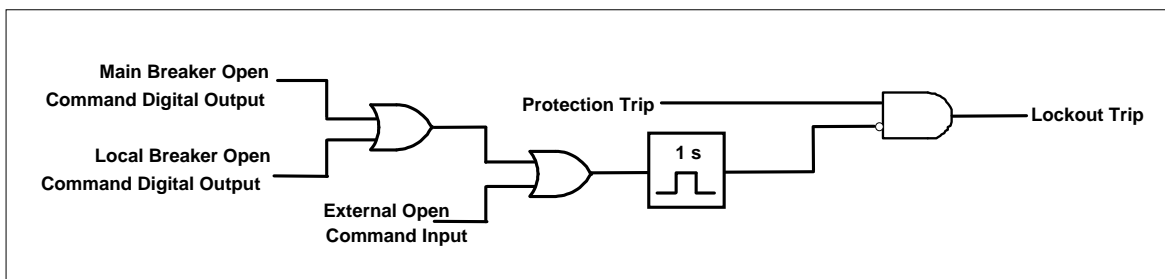 Main Breaker Open
Command Digital Output
Local Breaker Open
Command Digital Output
External Open
Command Input
Protection Trip
1 s
Lockout Trip